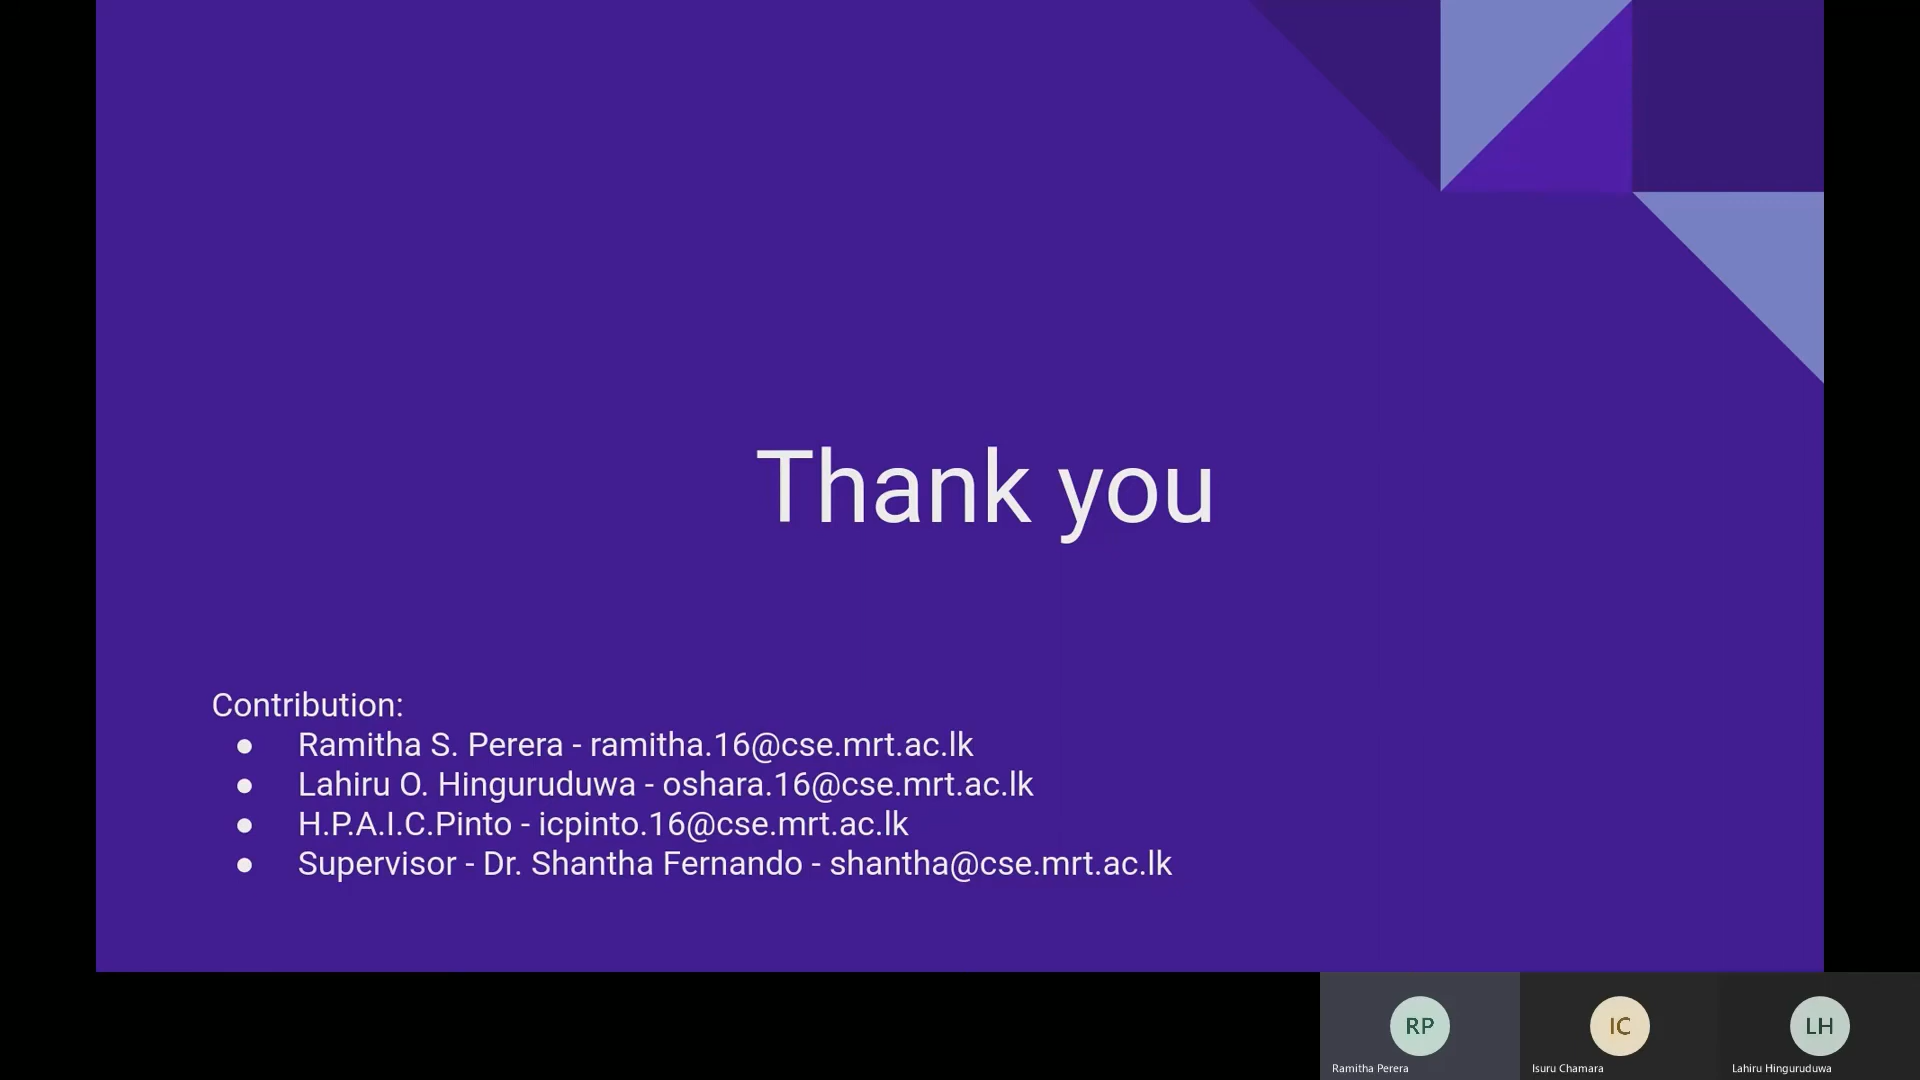 Thank you
Contribution:
● Ramitha S. Perera - ramitha.16@cse.mrt.ac.lk
● Lahiru O. Hinguruduwa - oshara.16@cse.mrt.ac.lk
● H.P.A.I.C.Pinto - icpinto.16@cse.mrt.ac.lk
● Supervisor - Dr. Shantha Fernando - shantha@cse.mrt.ac.lk
RP
Ramitha Perera
IC
Isuru Chamara
LH
Lahiru Hinguruduwa